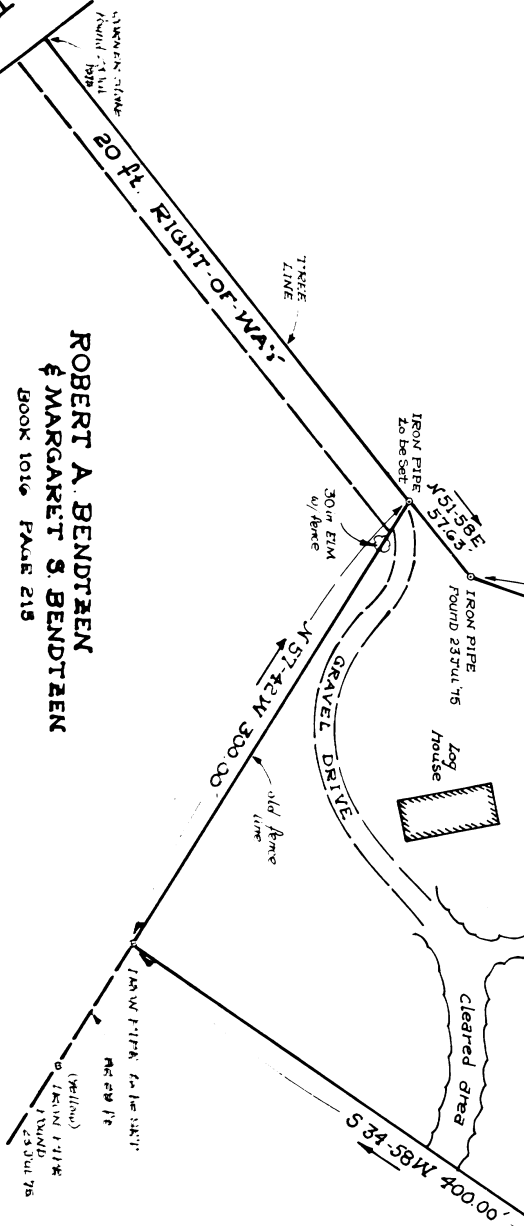 20 ft. RIGHT-OF-WAY
TREE
LINE
IRON PIPE
to be Set
N 51-58 E.
57.63
IRON PIPE
FOUND 23 JUL '75
30 in ELM
w/ fence
GRAVEL DRIVE
Log
House
N 57-42 W 300.00
old fence
line
cleared area
S 34-58 W 400.00'
IRON PIPE to be SET
(Yellow)
IRON PIPE
FOUND
23 JUL 75
ROBERT A. BENDTZEN
& MARGARET S. BENDTZEN
BOOK 1016 PAGE 215